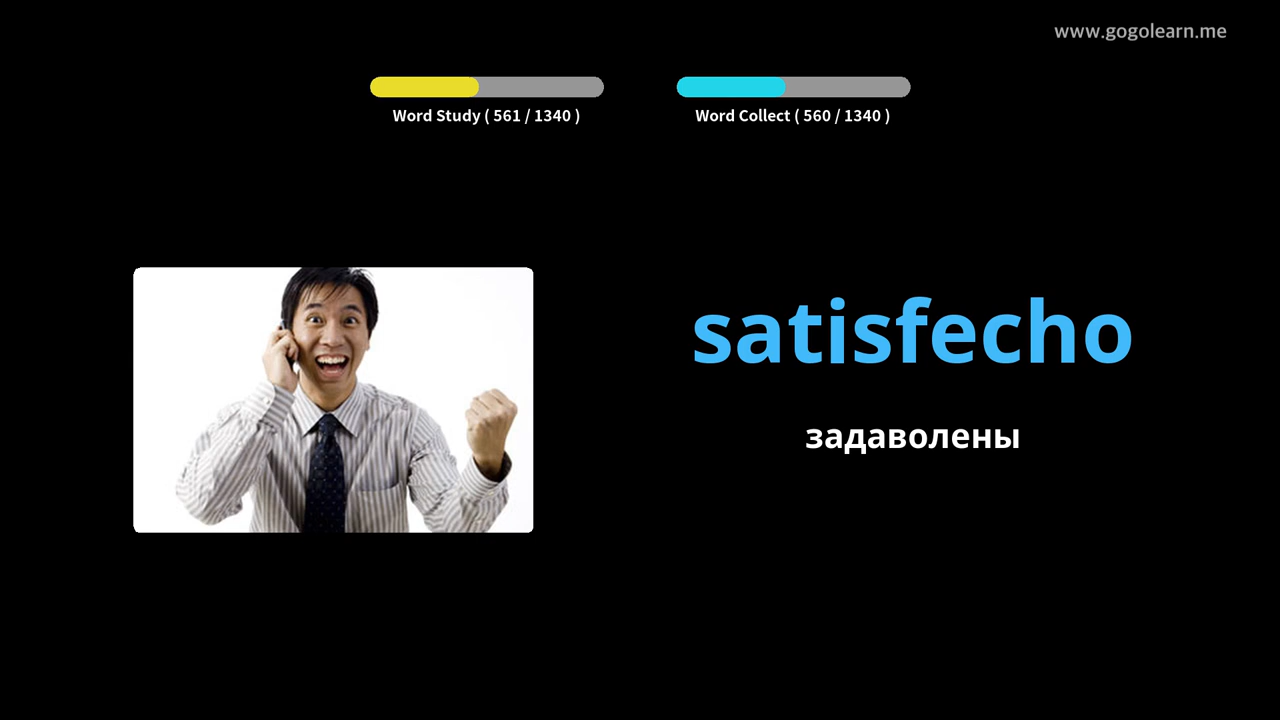 www.gogolearn.me
Word Study ( 561 / 1340 )
Word Collect ( 560 / 1340 )
satisfecho
задаволены